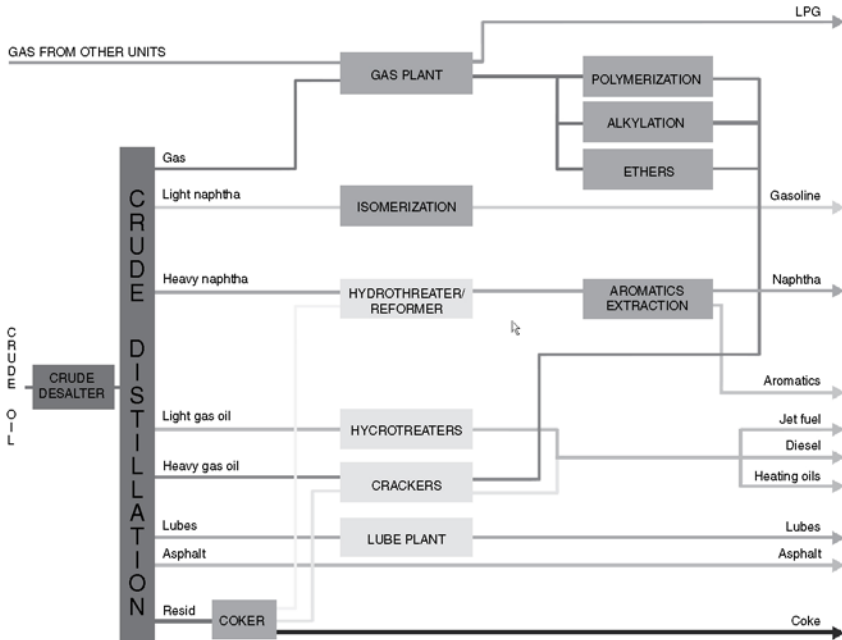 LPG
GAS FROM OTHER UNITS
GAS PLANT
POLYMERIZATION
ALKYLATION
ETHERS
Gas
Light naphtha
ISOMERIZATION
Gasoline
Heavy naphtha
HYDROTHREATER/
REFORMER
AROMATICS
EXTRACTION
Naphtha
CRUDE OIL
CRUDE
DESALTER
CRUDE DISTILLATION
Aromatics
Light gas oil
HYCROTREATERS
Jet fuel
Diesel
Heavy gas oil
CRACKERS
Heating oils
Lubes
LUBE PLANT
Lubes
Asphalt
Asphalt
Resid
COKER
Coke